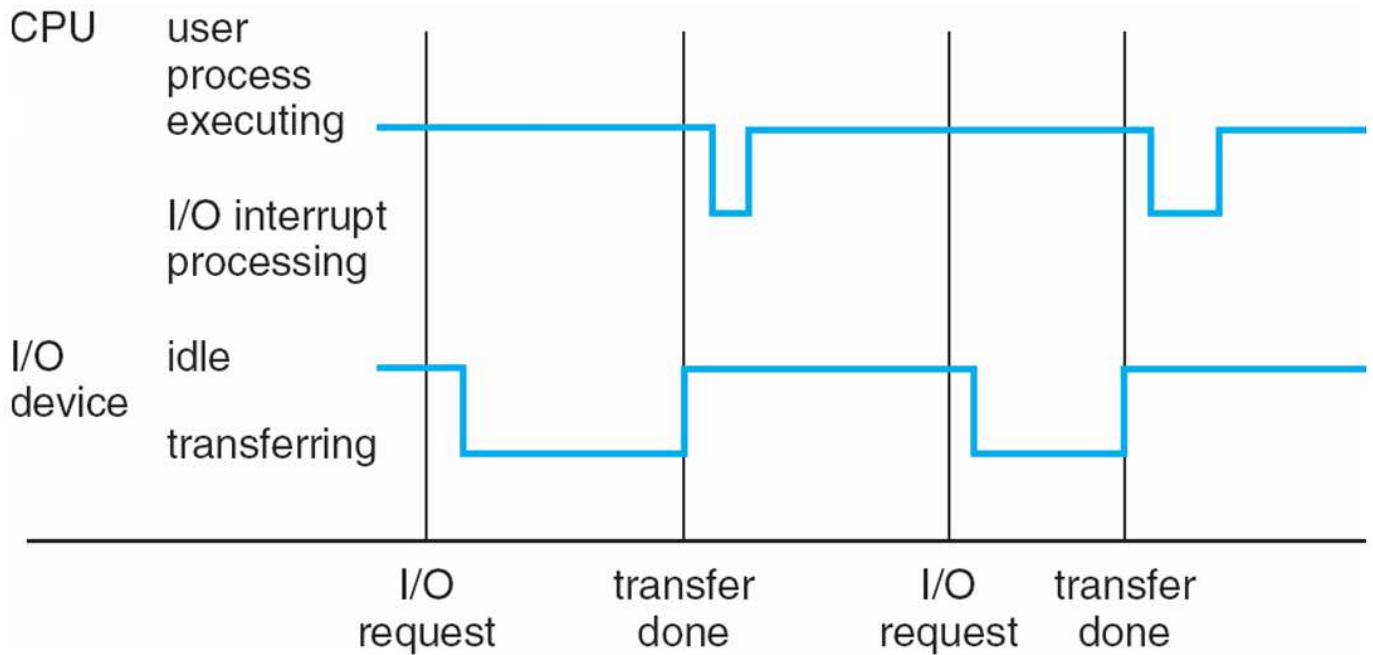 CPU user
process
executing
I/O interrupt
processing
I/O idle
device
transferring
I/O transfer I/O transfer
request done request done